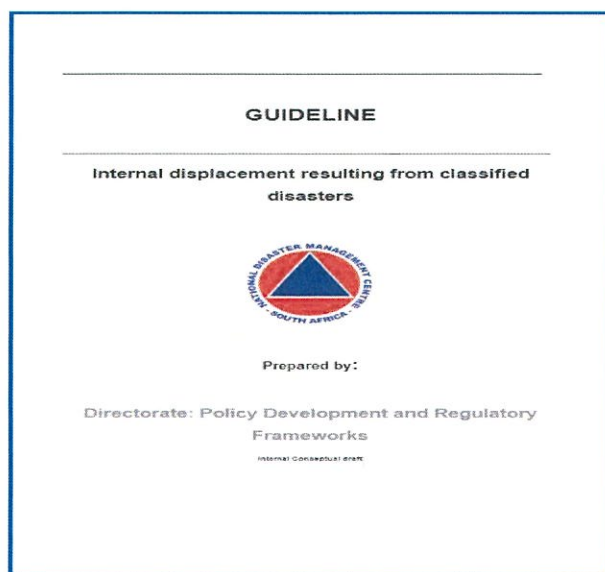 GUIDELINE
Internal displacement resulting from classified
disasters
NATIONAL DISASTER MANAGEMENT CENTRE
- SOUTH AFRICA -
Prepared by:
Directorate: Policy Development and Regulatory
Frameworks
Internal Conseptual draft